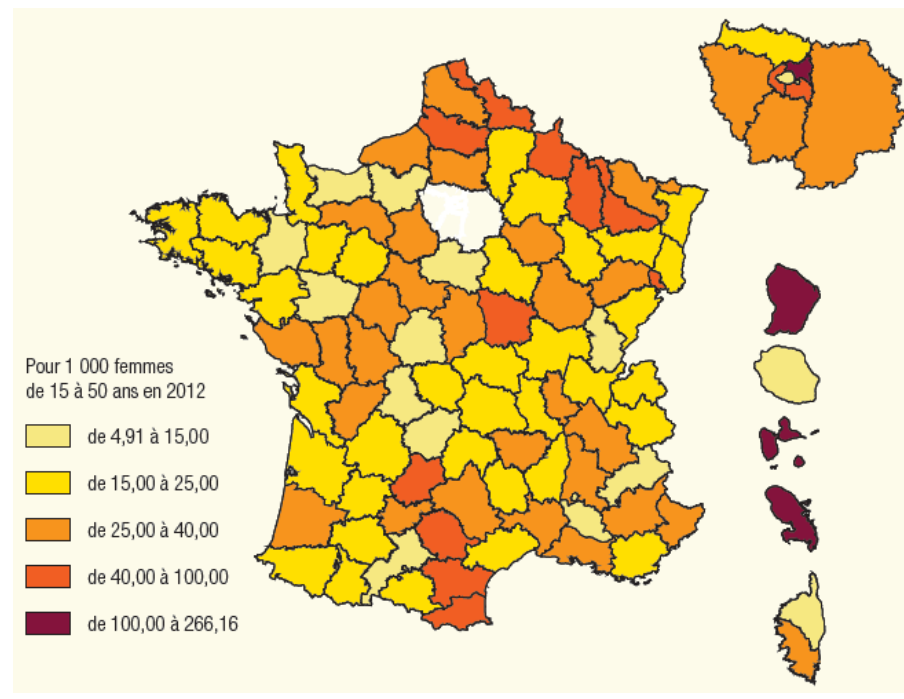 Pour 1 000 femmes
de 15 à 50 ans en 2012
de 4,91 à 15,00
de 15,00 à 25,00
de 25,00 à 40,00
de 40,00 à 100,00
de 100,00 à 266,16